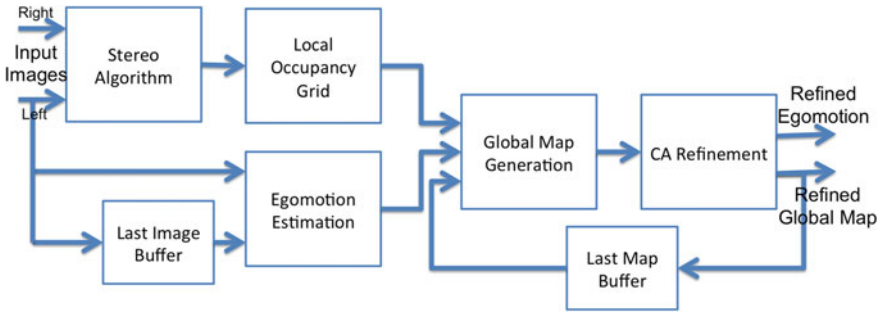 Right
Input
Images
Left
Stereo
Algorithm
Local
Occupancy
Grid
Egomotion
Estimation
Last Image
Buffer
Global Map
Generation
CA Refinement
Refined
Egomotion
Refined
Global Map
Last Map
Buffer